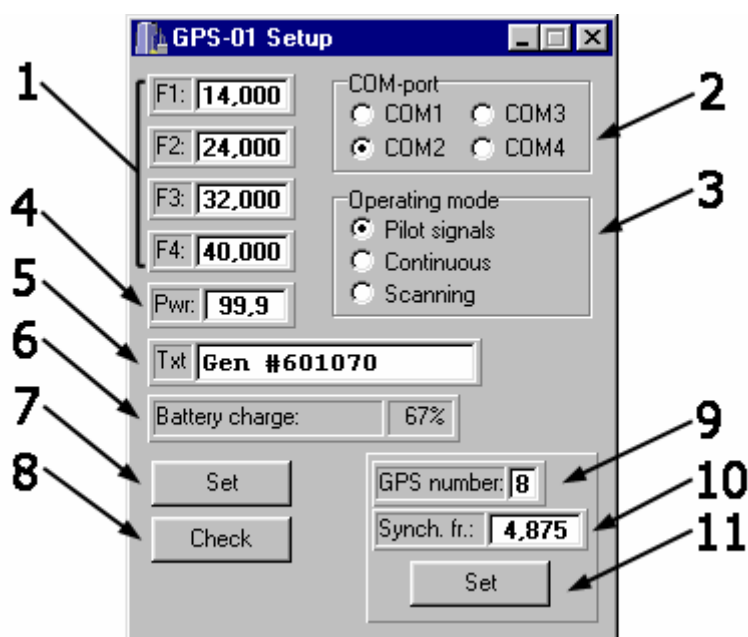 GPS-01 Setup
1
F1: 14,000
F2: 24,000
F3: 32,000
F4: 40,000
COM-port
COM1 COM3
COM2 COM4
2
Operating mode
Pilot signals
Continuous
Scanning
3
4
Pwr: 99,9
5
Txt Gen #601070
6
Battery charge: 67%
7
Set
8
Check
GPS number: 8
9
Synch. fr.: 4,875
10
Set
11